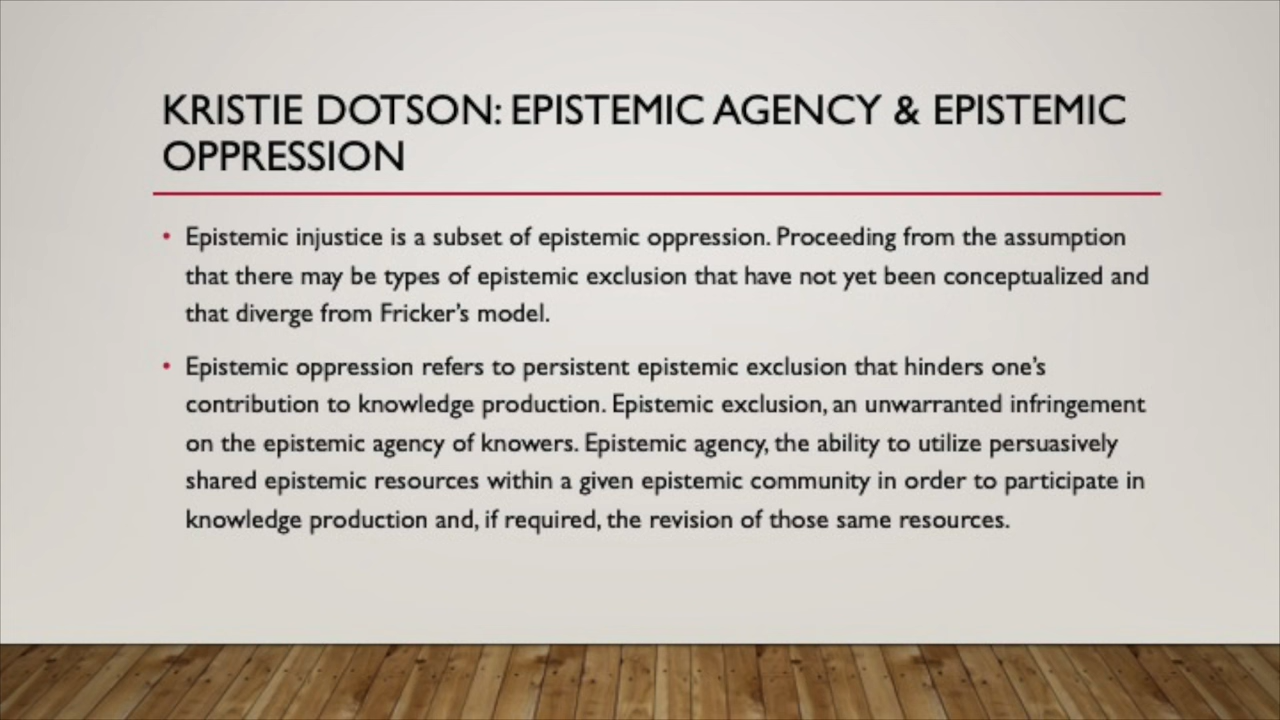 KRISTIE DOTSON: EPISTEMIC AGENCY & EPISTEMIC
OPPRESSION
• Epistemic injustice is a subset of epistemic oppression. Proceeding from the assumption
that there may be types of epistemic exclusion that have not yet been conceptualized and
that diverge from Fricker’s model.
• Epistemic oppression refers to persistent epistemic exclusion that hinders one’s
contribution to knowledge production. Epistemic exclusion, an unwarranted infringement
on the epistemic agency of knowers. Epistemic agency, the ability to utilize persuasively
shared epistemic resources within a given epistemic community in order to participate in
knowledge production and, if required, the revision of those same resources.